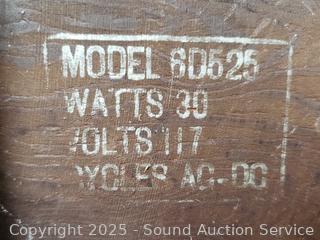 MODEL 6D525
WATTS 30
VOLTS 117
CYCLES AC-DC
Copyright 2025 - Sound Auction Service